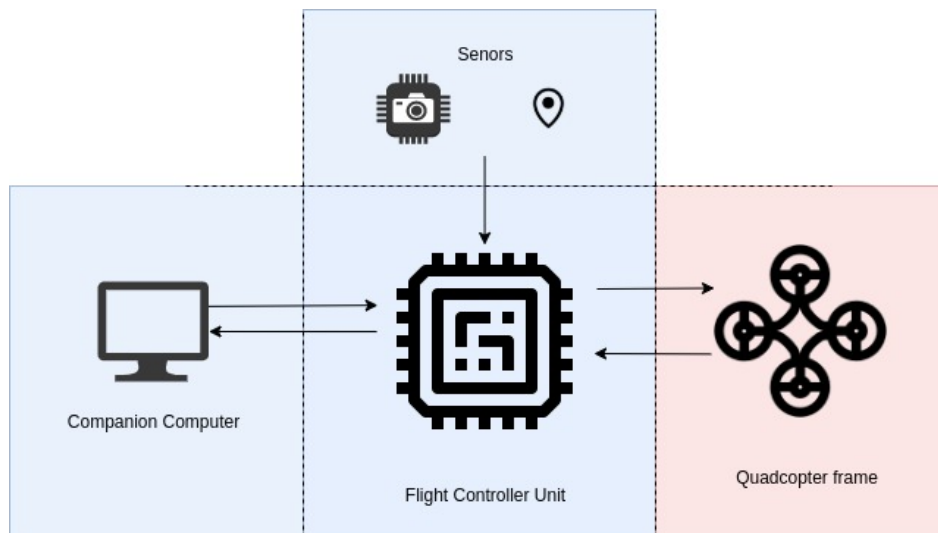 Senors
Companion Computer
Flight Controller Unit
Quadcopter frame